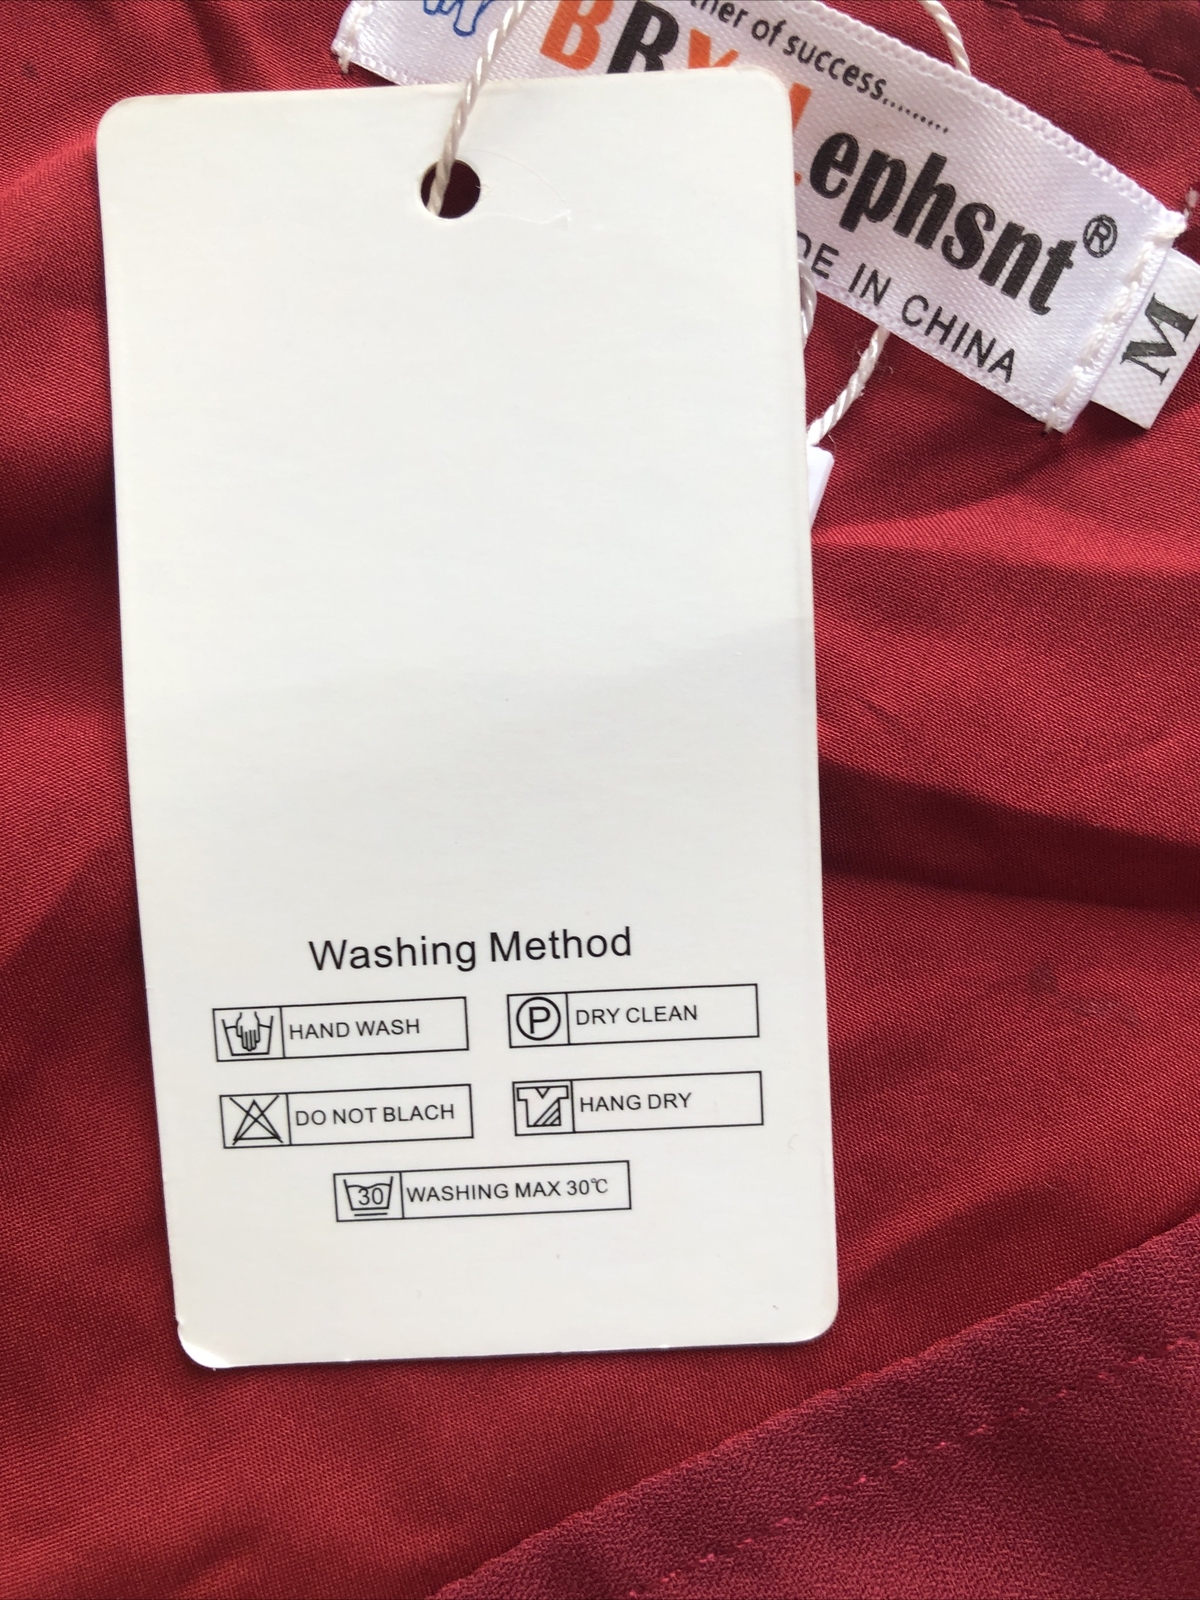 of success.........
BRY
ephsnt®
IN CHINA
M
Washing Method
HAND WASH
P DRY CLEAN
DO NOT BLACH
HANG DRY
30 WASHING MAX 30℃